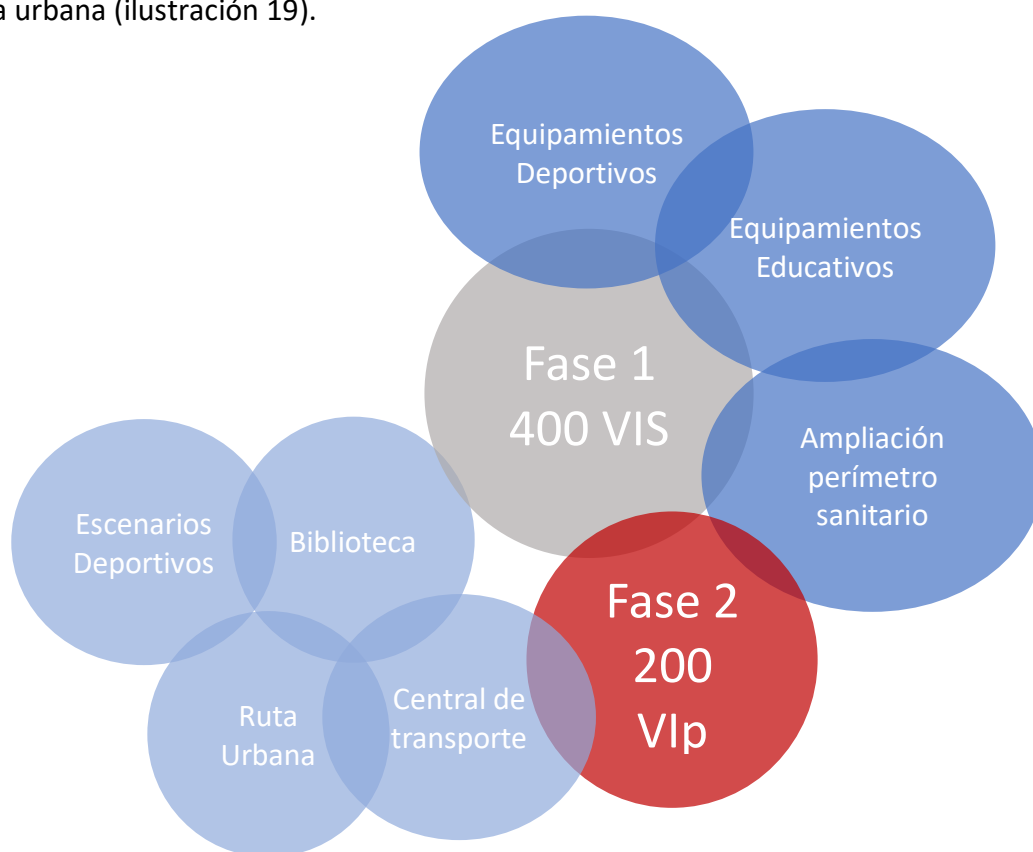 a urbana (ilustración 19).
Equipamientos
Deportivos
Equipamientos
Educativos
Fase 1
400 VIS
Ampliación
perímetro
sanitario
Escenarios
Deportivos
Biblioteca
Fase 2
200
VIp
Central de
transporte
Ruta
Urbana